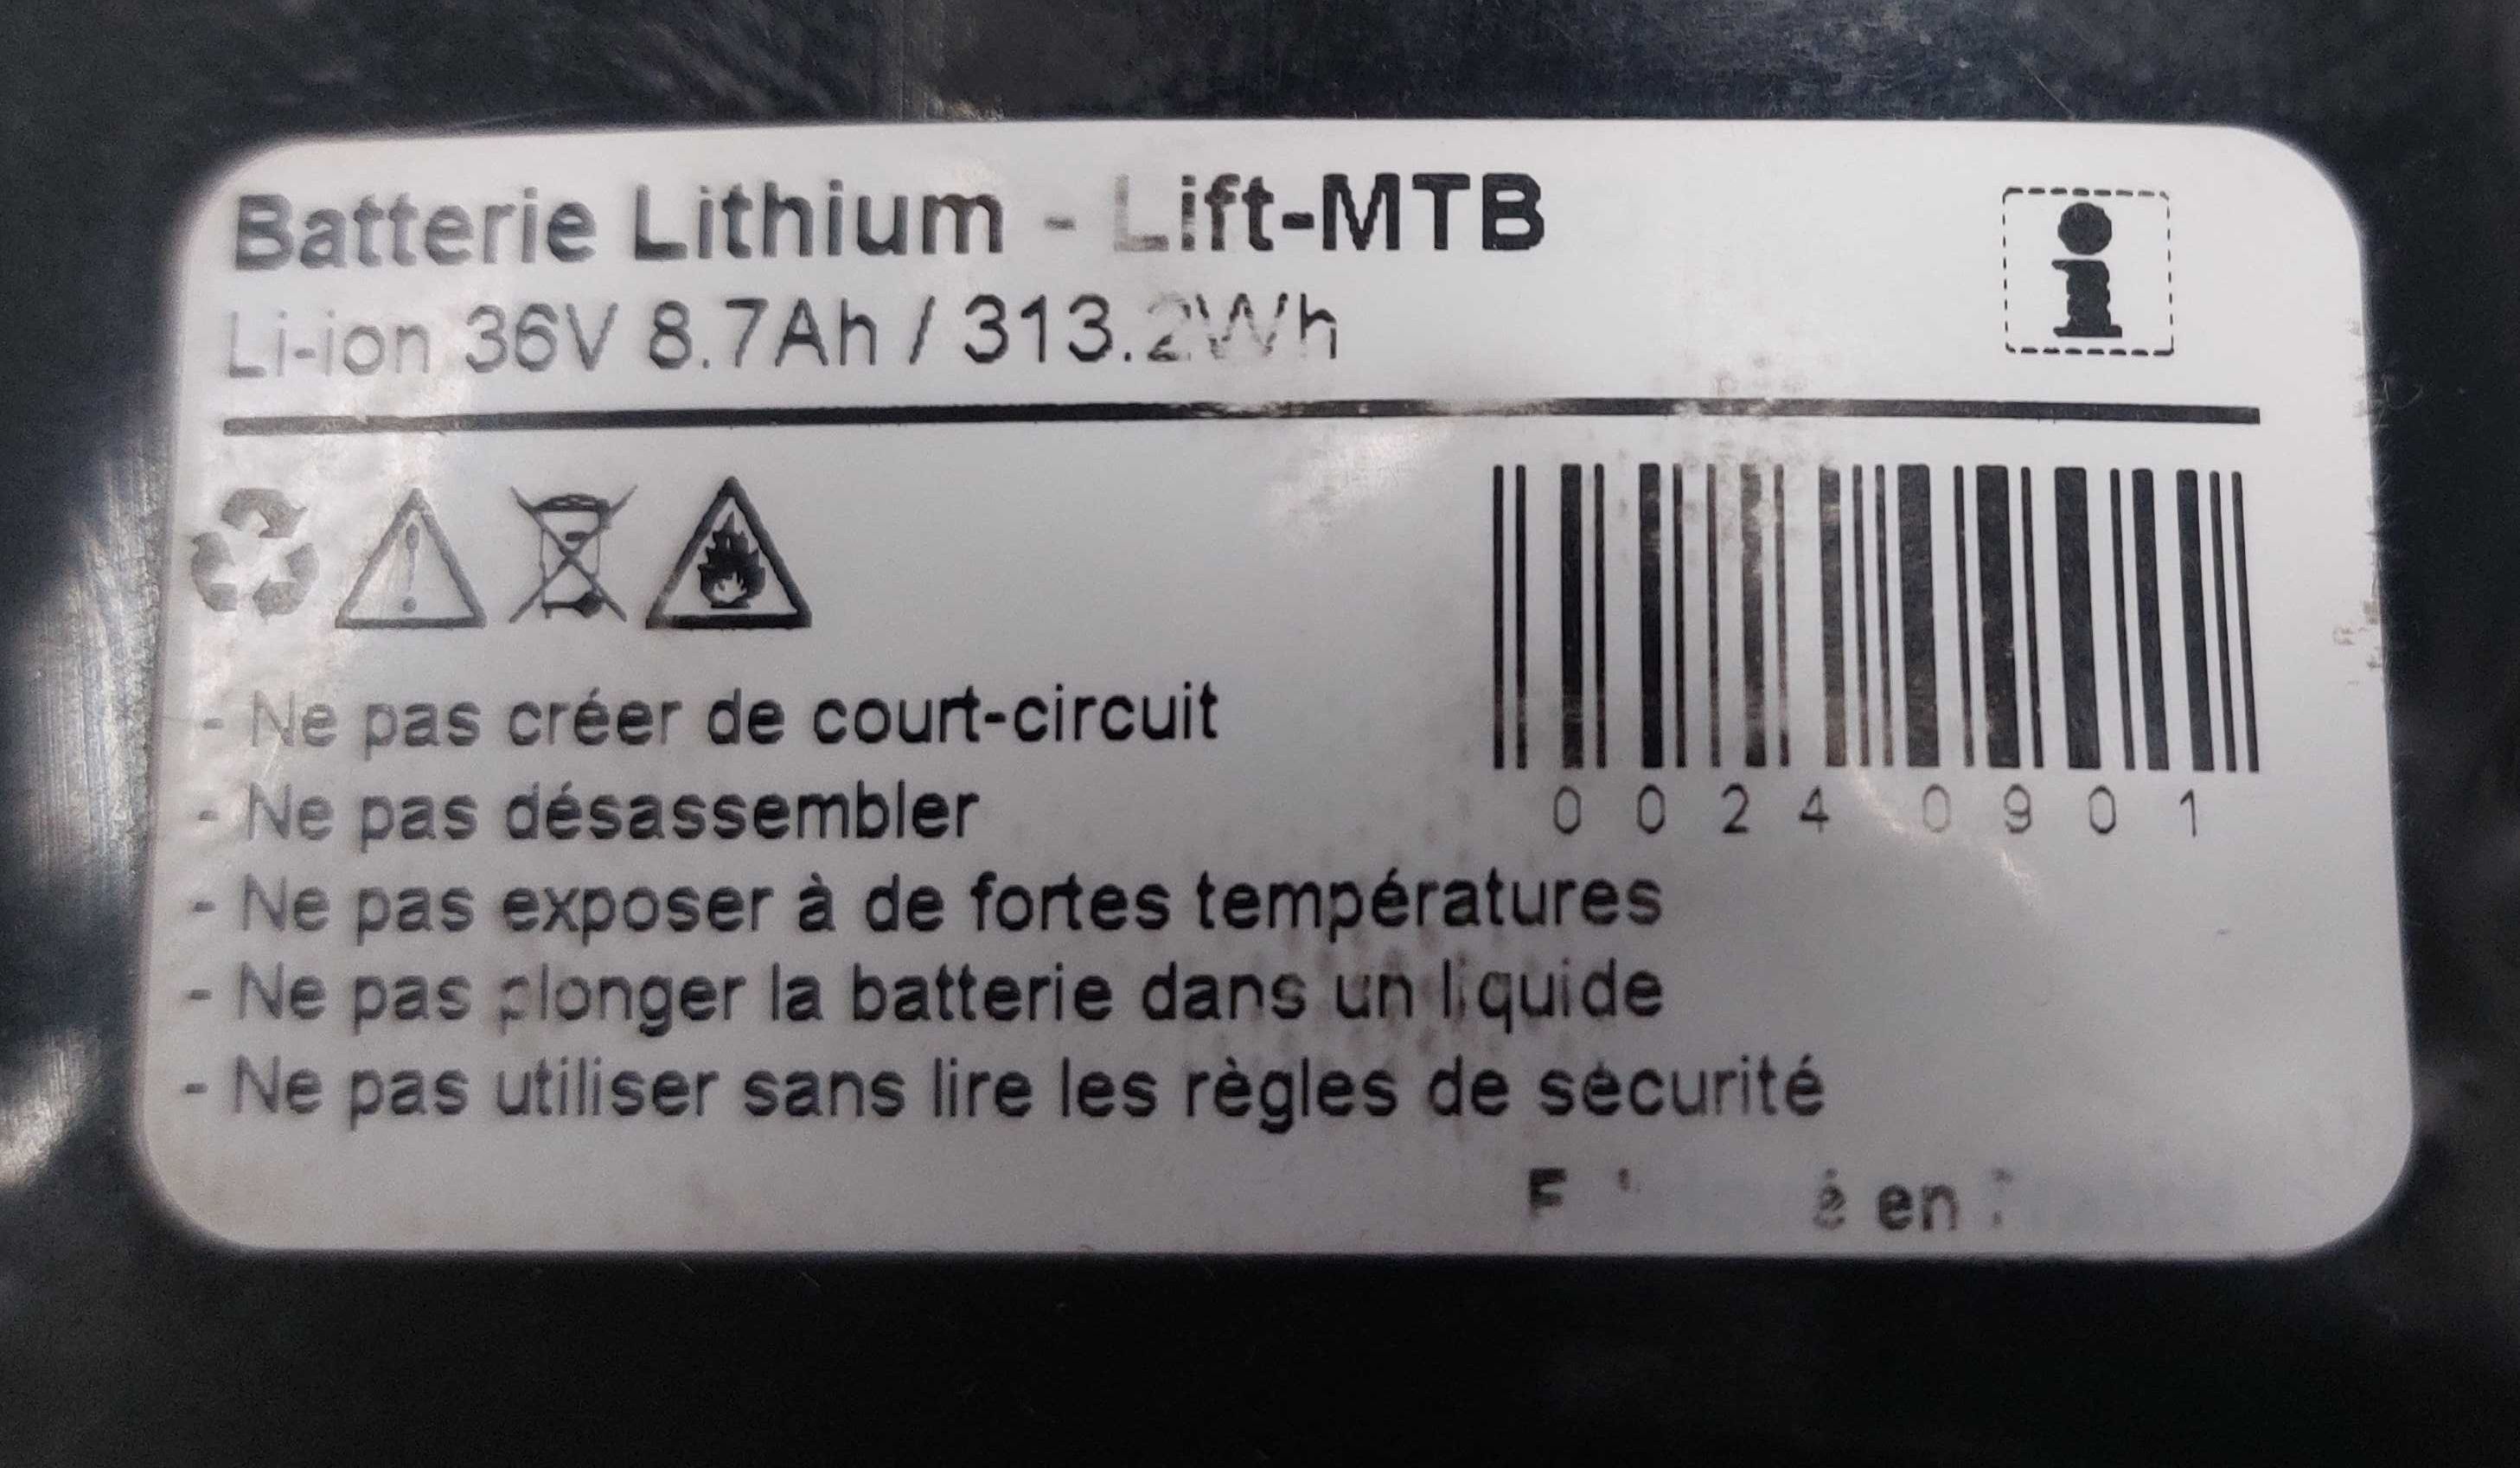 Batterie Lithium - Lift-MTB
Li-ion 36V 8.7Ah / 313.2Wh
- Ne pas créer de court-circuit
- Ne pas désassembler
00240901
- Ne pas exposer à de fortes températures
- Ne pas plonger la batterie dans un liquide
- Ne pas utiliser sans lire les règles de sécurité
en